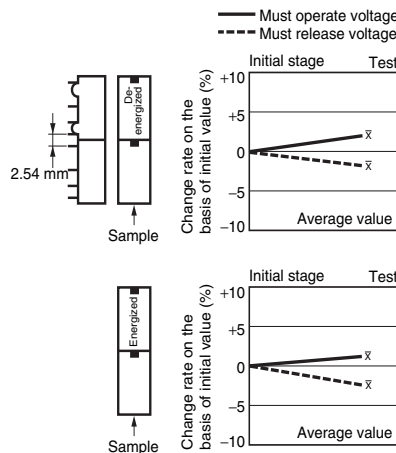 Must operate voltage
Must release voltage
Initial stage Test
Change rate on the
basis of initial value (%)
+10
+5
0
−5
−10
x̄
x̄
Average value
De-
energized
2.54 mm
Sample
Initial stage Test
Change rate on the
basis of initial value (%)
+10
+5
0
−5
−10
x̄
x̄
Average value
Energized
Sample